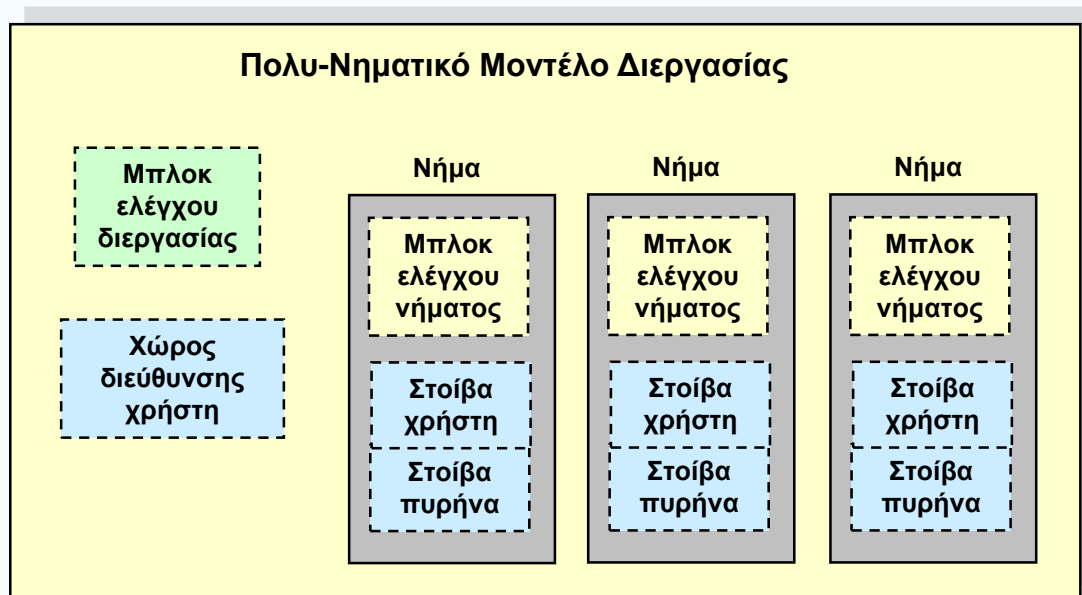 Πολυ-Νηματικό Μοντέλο Διεργασίας
Μπλοκ
ελέγχου
διεργασίας
Χώρος
διεύθυνσης
χρήστη
Νήμα
Μπλοκ
ελέγχου
νήματος
Στοίβα
χρήστη
Στοίβα
πυρήνα
Νήμα
Μπλοκ
ελέγχου
νήματος
Στοίβα
χρήστη
Στοίβα
πυρήνα
Νήμα
Μπλοκ
ελέγχου
νήματος
Στοίβα
χρήστη
Στοίβα
πυρήνα